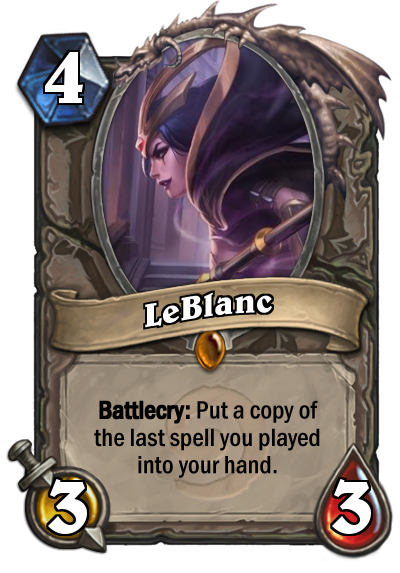 4
LeBlanc
Battlecry: Put a copy of
the last spell you played
into your hand.
3
3